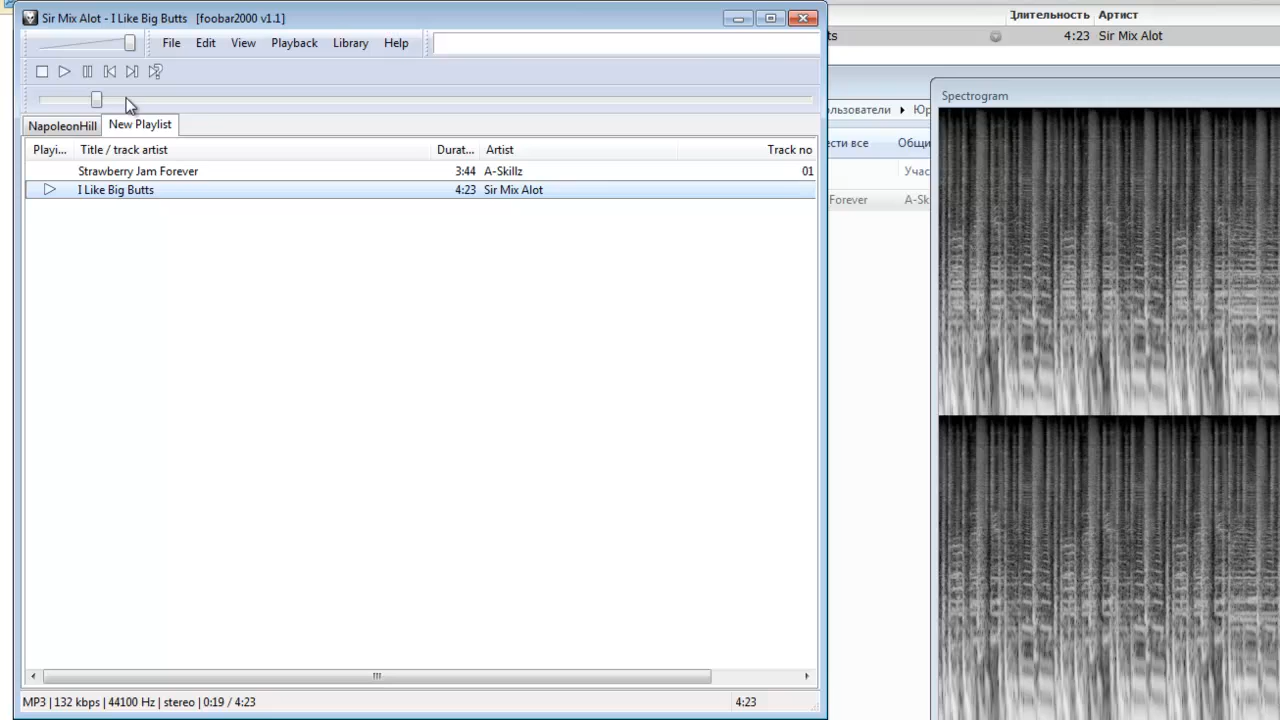 Sir Mix Alot - I Like Big Butts [foobar2000 v1.1]
File Edit View Playback Library Help
NapoleonHill New Playlist
Playi... Title / track artist Durat... Artist Track no
Strawberry Jam Forever 3:44 A-Skillz 01
I Like Big Butts 4:23 Sir Mix Alot
MP3 | 132 kbps | 44100 Hz | stereo | 0:19 / 4:23 4:23
Длительность Артист
ts 4:23 Sir Mix Alot
ользователи Юр
ести все Общи
Учас
Forever A-Sk
Spectrogram